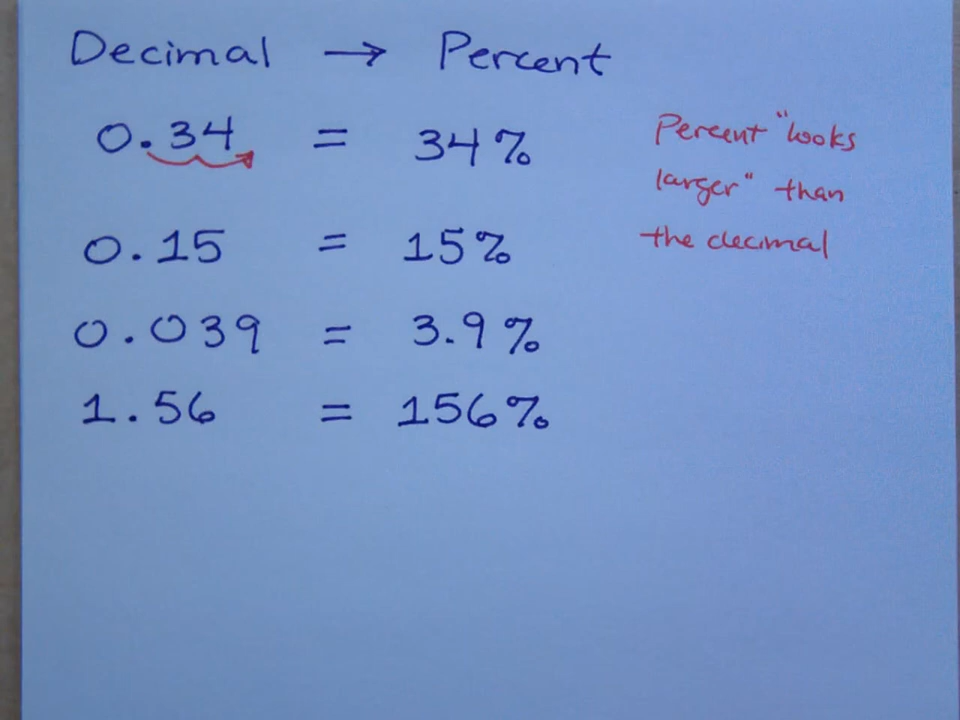 Decimal → Percent
0.34 = 34%
0.15 = 15%
0.039 = 3.9%
1.56 = 156%
Percent "looks
larger" than
the decimal